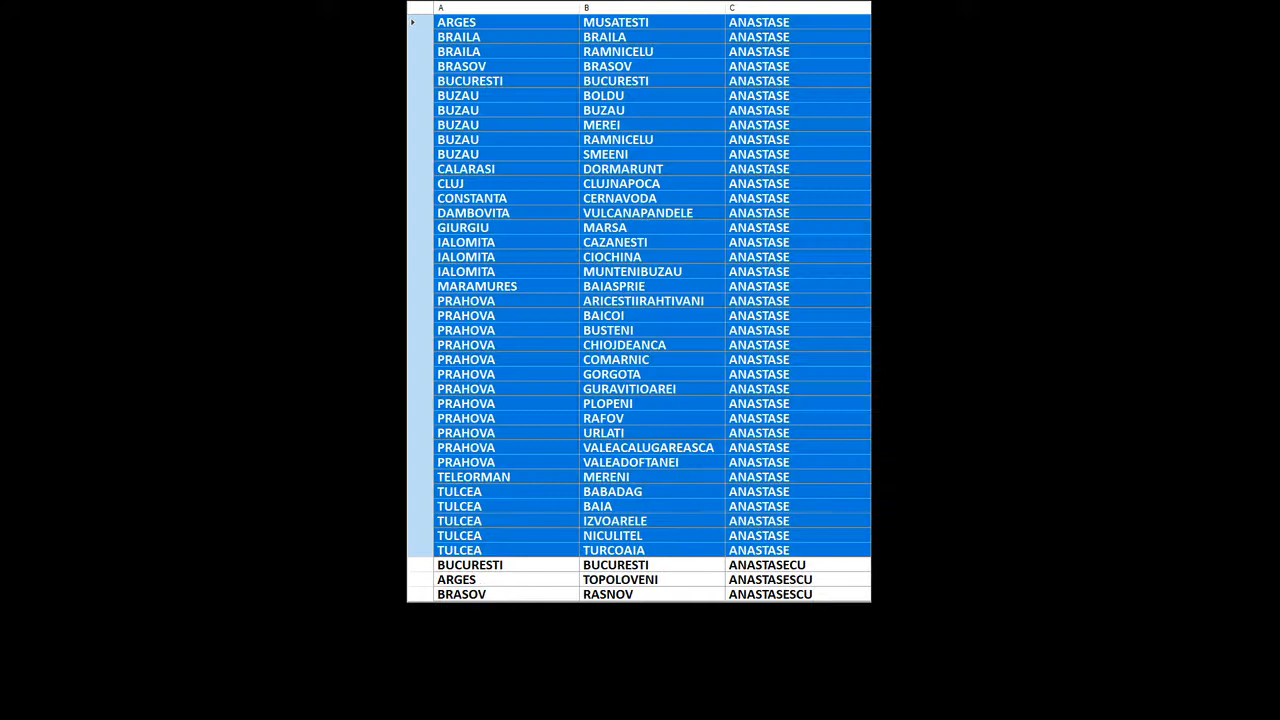 A B C
ARGES MUSATESTI ANASTASE
BRAILA BRAILA ANASTASE
BRAILA RAMNICELU ANASTASE
BRASOV BRASOV ANASTASE
BUCURESTI BUCURESTI ANASTASE
BUZAU BOLDU ANASTASE
BUZAU BUZAU ANASTASE
BUZAU MEREI ANASTASE
BUZAU RAMNICELU ANASTASE
BUZAU SMEENI ANASTASE
CALARASI DORMARUNT ANASTASE
CLUJ CLUJNAPOCA ANASTASE
CONSTANTA CERNAVODA ANASTASE
DAMBOVITA VULCANAPANDELE ANASTASE
GIURGIU MARSA ANASTASE
IALOMITA CAZANESTI ANASTASE
IALOMITA CIOCHINA ANASTASE
IALOMITA MUNTENIBUZAU ANASTASE
MARAMURES BAIASPRIE ANASTASE
PRAHOVA ARICESTIIRAHTIVANI ANASTASE
PRAHOVA BAICOI ANASTASE
PRAHOVA BUSTENI ANASTASE
PRAHOVA CHIOJDEANCA ANASTASE
PRAHOVA COMARNIC ANASTASE
PRAHOVA GORGOTA ANASTASE
PRAHOVA GURAVITIOAREI ANASTASE
PRAHOVA PLOPENI ANASTASE
PRAHOVA RAFOV ANASTASE
PRAHOVA URLATI ANASTASE
PRAHOVA VALEACALUGAREASCA ANASTASE
PRAHOVA VALEADOFTANEI ANASTASE
TELEORMAN MERENI ANASTASE
TULCEA BABADAG ANASTASE
TULCEA BAIA ANASTASE
TULCEA IZVOARELE ANASTASE
TULCEA NICULITEL ANASTASE
TULCEA TURCOAIA ANASTASE
BUCURESTI BUCURESTI ANASTASECU
ARGES TOPOLOVENI ANASTASESCU
BRASOV RASNOV ANASTASESCU